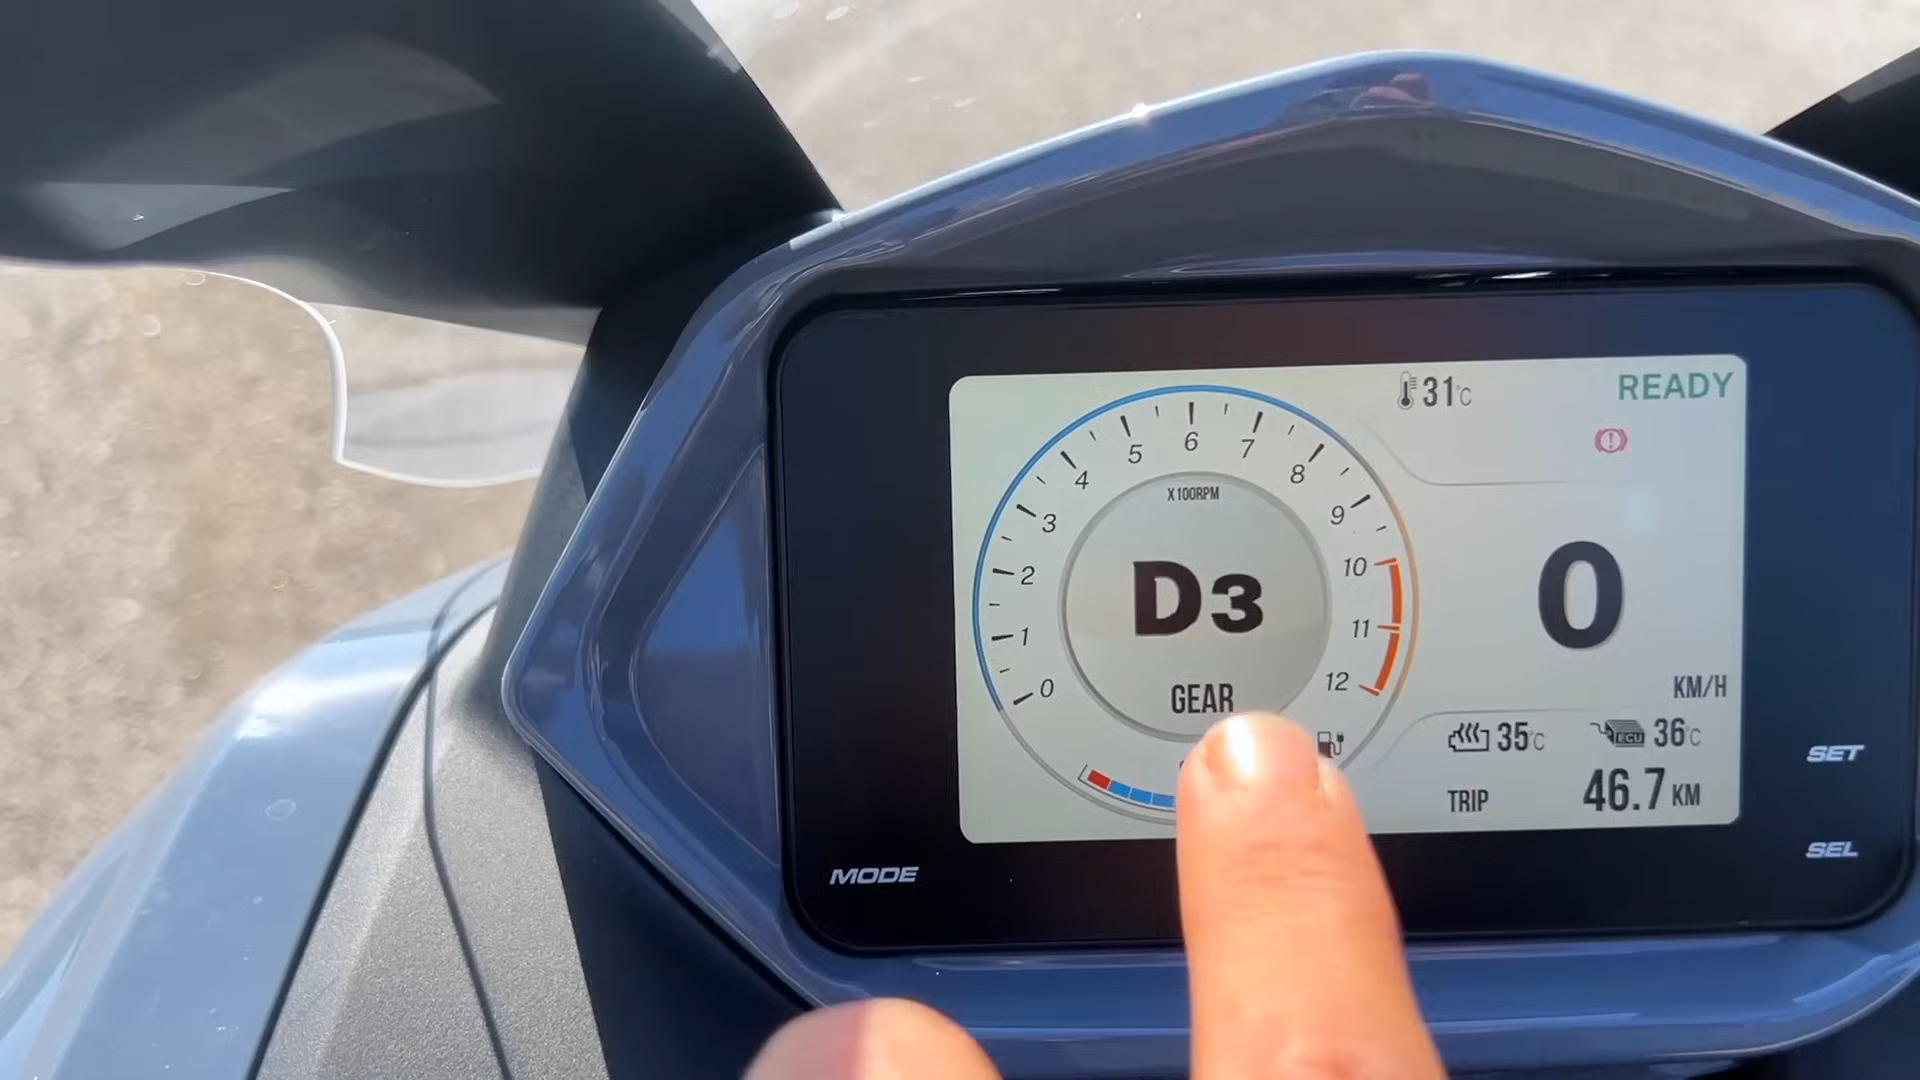 31°C
READY
0
1
2
3
4
5
6
7
8
9
10
11
12
X100RPM
D3
GEAR
0
KM/H
35°C
ECU
36°C
TRIP
46.7 KM
SET
SEL
MODE